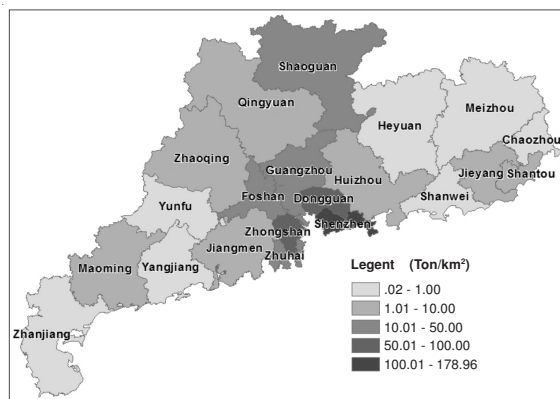 Shaoguan
Qingyuan
Meizhou
Heyuan
Chaozhou
Zhaoqing
Guangzhou
Huizhou
Jieyang
Shantou
Foshan
Dongguan
Shanwei
Yunfu
Zhongshan
Shenzhen
Jiangmen
Zhuhai
Maoming
Yangjiang
Zhanjiang
Legent (Ton/km²)
.02 - 1.00
1.01 - 10.00
10.01 - 50.00
50.01 - 100.00
100.01 - 178.96